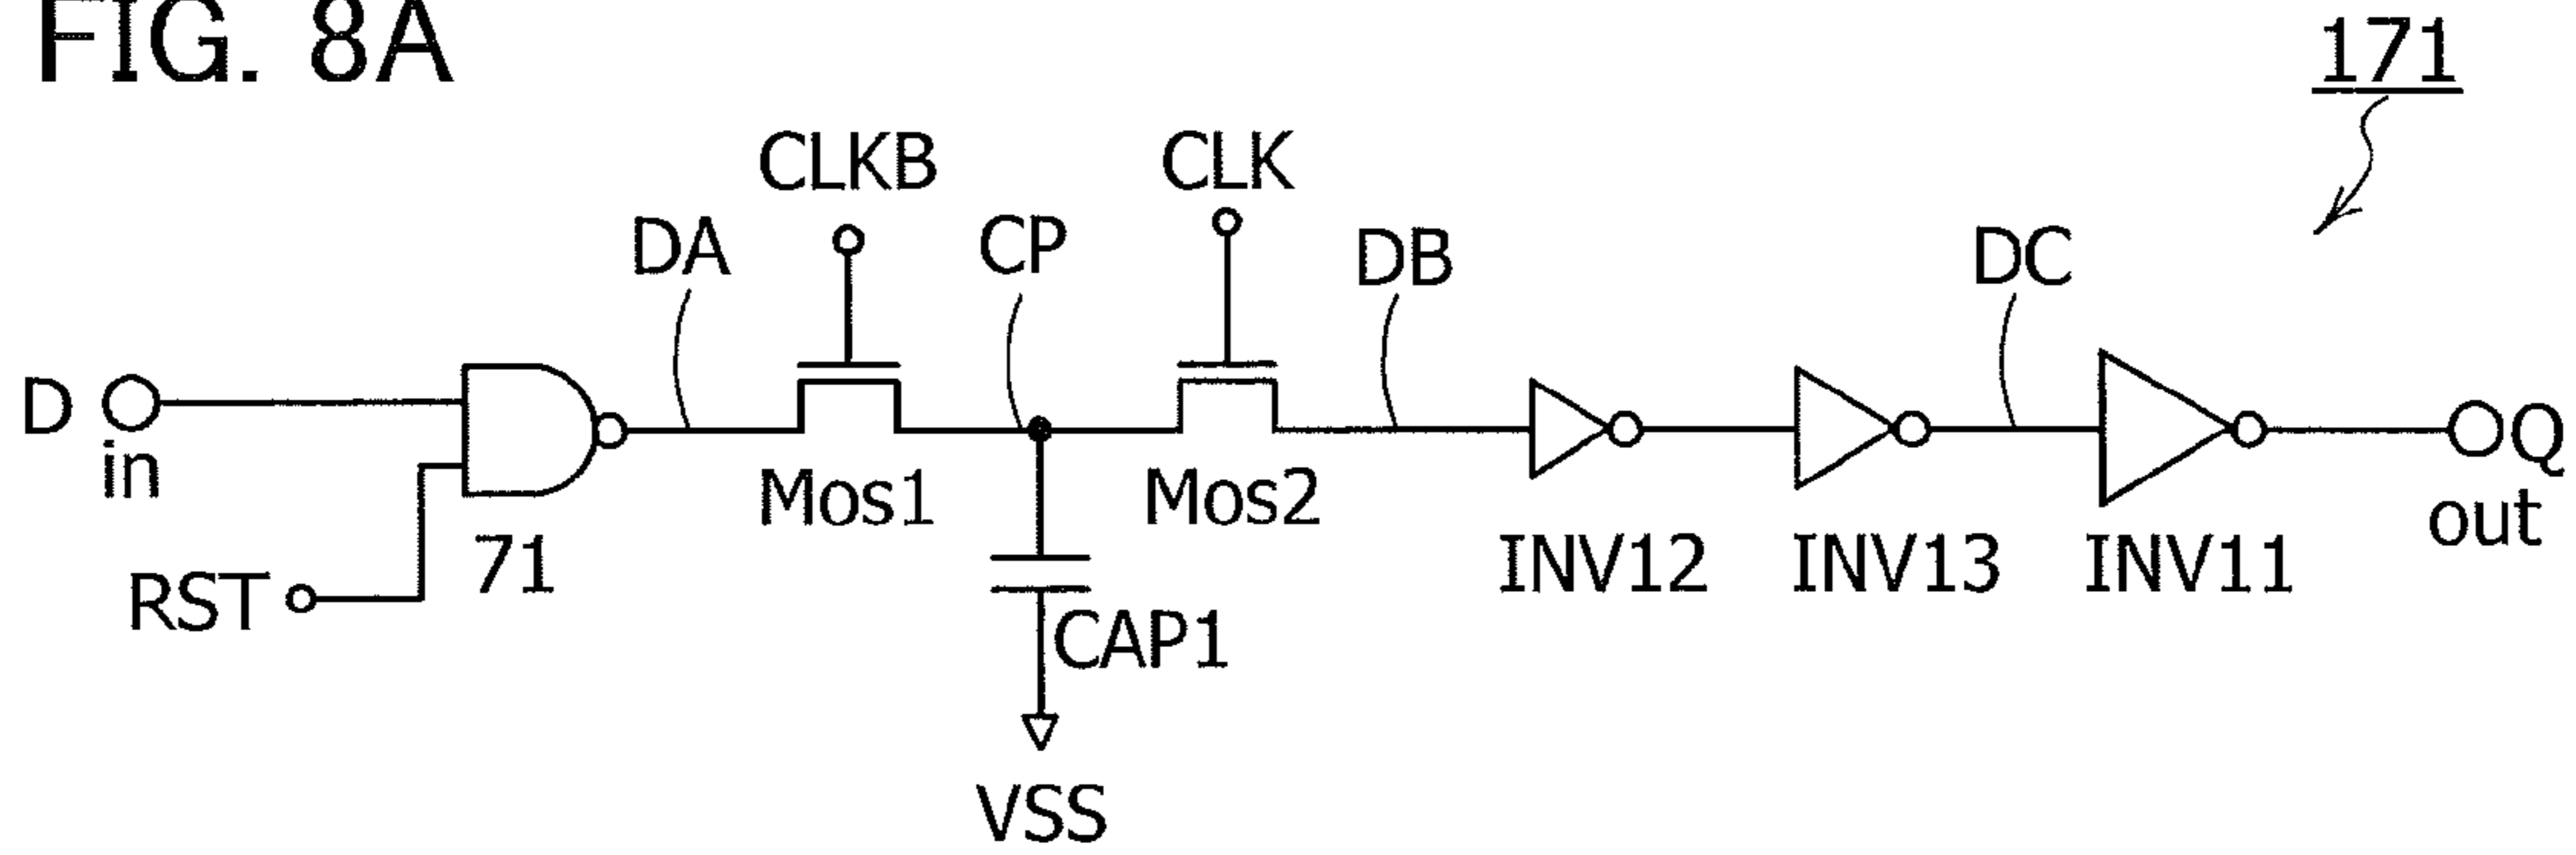 FIG. 8A
171
CLKB
CLK
DA
CP
DB
DC
D
in
Mos1
Mos2
Q
out
RST
71
INV12
INV13
INV11
CAP1
VSS